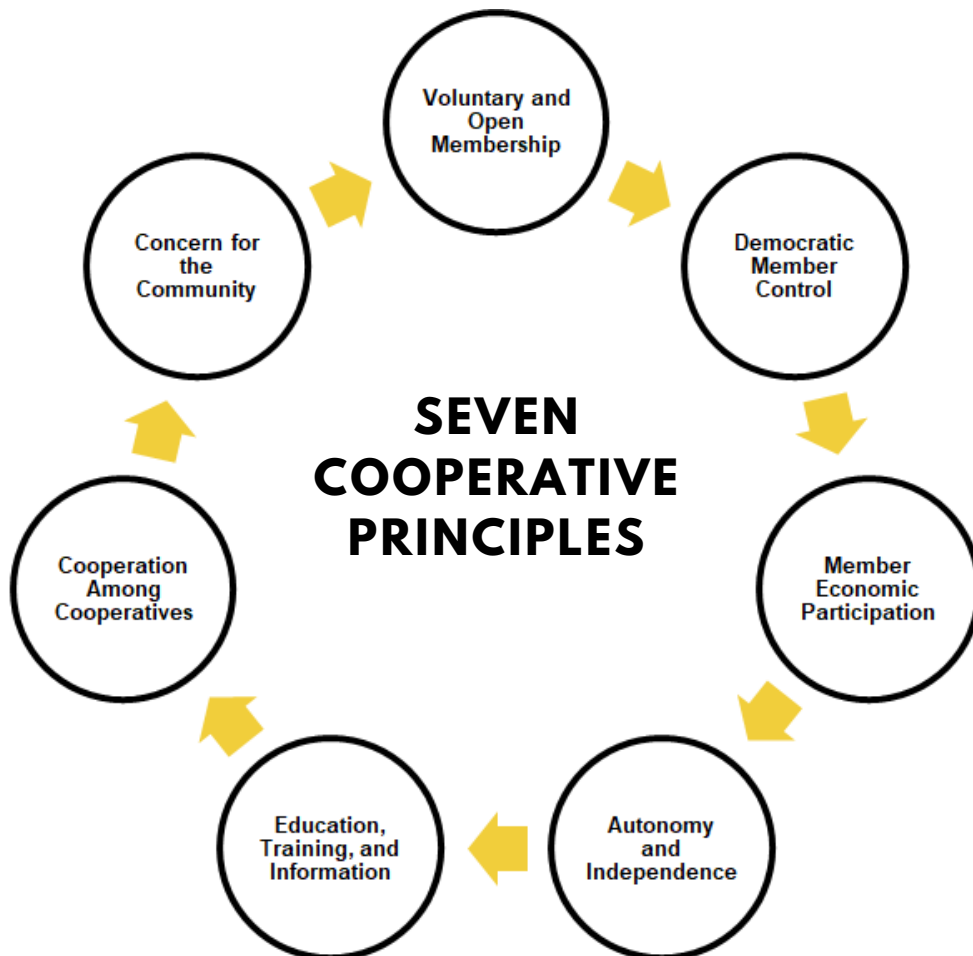 Voluntary and
Open
Membership
Democratic
Member
Control
Member
Economic
Participation
Autonomy
and
Independence
Education,
Training, and
Information
Cooperation
Among
Cooperatives
Concern for
the
Community
SEVEN
COOPERATIVE
PRINCIPLES